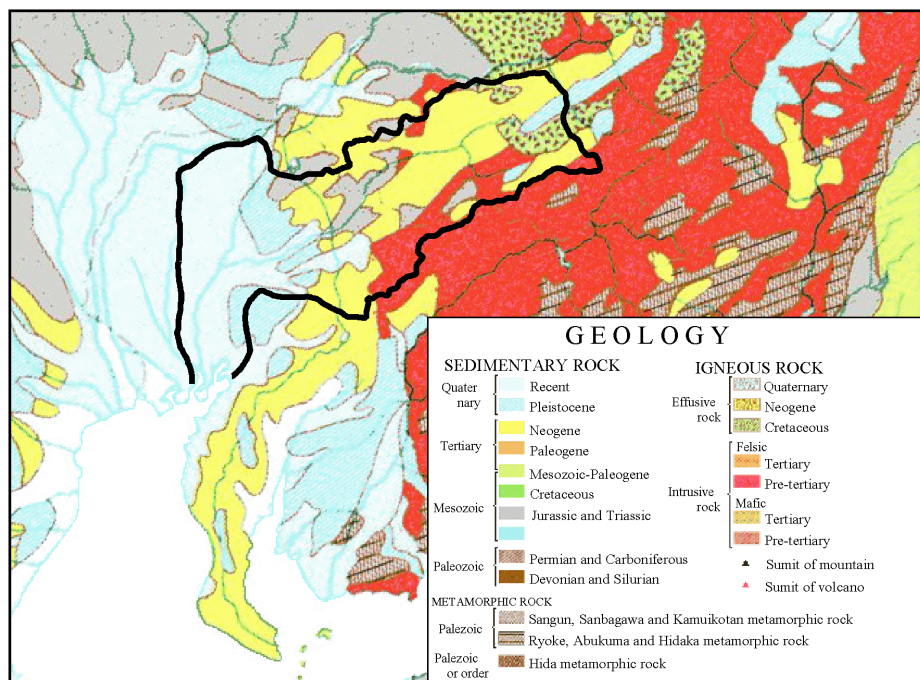 GEOLOGY
SEDIMENTARY ROCK
Quater nary
Recent
Pleistocene
Tertiary
Neogene
Paleogene
Mesozoic-Paleogene
Mesozoic
Cretaceous
Jurassic and Triassic
Paleozoic
Permian and Carboniferous
Devonian and Silurian
METAMORPHIC ROCK
Palezoic
Sangun, Sanbagawa and Kamuikotan metamorphic rock
Ryoke, Abukuma and Hidaka metamorphic rock
Palezoic or order
Hida metamorphic rock
IGNEOUS ROCK
Effusive rock
Quaternary
Neogene
Cretaceous
Intrusive rock
Felsic
Tertiary
Pre-tertiary
Mafic
Tertiary
Pre-tertiary
Sumit of mountain
Sumit of volcano